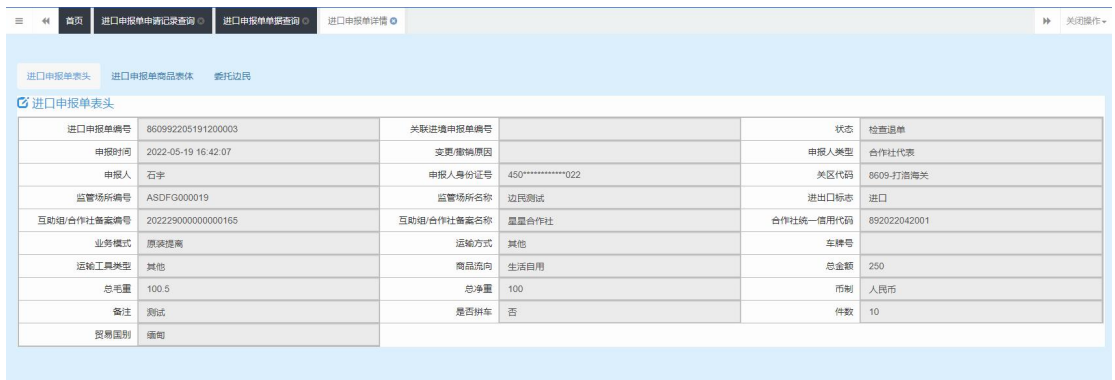 首页 进口申报单申请记录查询 进口申报单单据查询 进口申报单详情 关闭操作
进口申报单表头 进口申报单商品表体 委托边民
进口申报单表头
进口申报单编号 860992205191200003 关联进境申报单编号 状态 检查退单
申报时间 2022-05-19 16:42:07 变更/撤销原因 申报人类型 合作社代表
申报人 石宇 申报人身份证号 450************022 关区代码 8609-打洛海关
监管场所编号 ASDFG000019 监管场所名称 边民测试 进出口标志 进口
互助组/合作社备案编号 202229000000000165 互助组/合作社备案名称 星星合作社 合作社统一信用代码 892022042001
业务模式 原装提离 运输方式 其他 车牌号
运输工具类型 其他 商品流向 生活自用 总金额 250
总毛重 100.5 总净重 100 币制 人民币
备注 测试 是否拼车 否 件数 10
贸易国别 缅甸